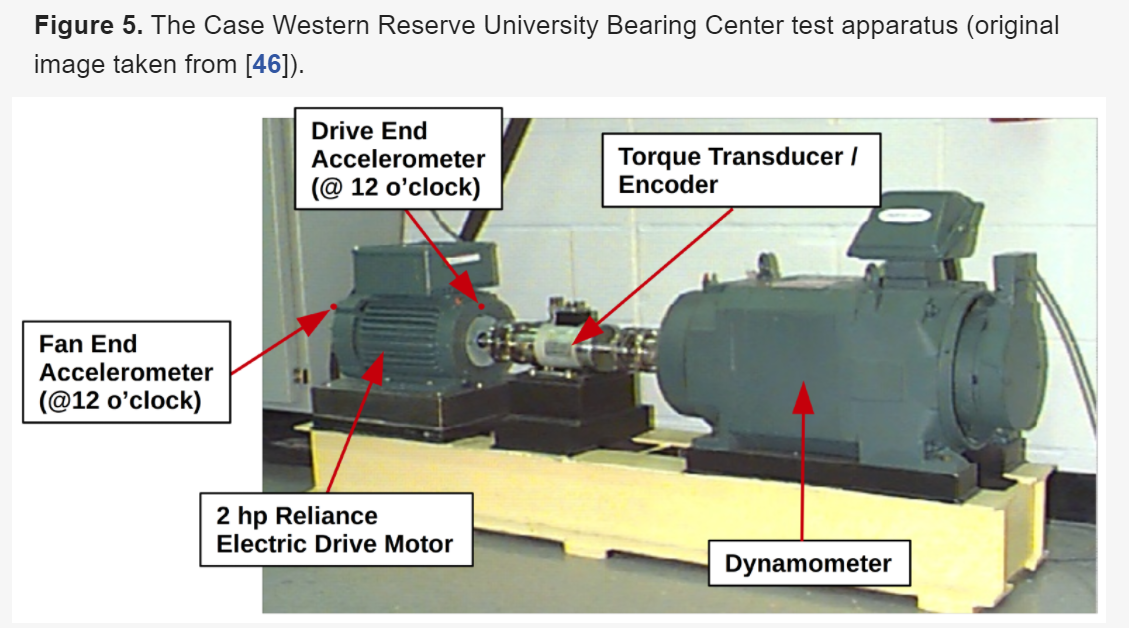 Figure 5. The Case Western Reserve University Bearing Center test apparatus (original
image taken from [46]).
Drive End
Accelerometer
(@ 12 o’clock)
Torque Transducer /
Encoder
Fan End
Accelerometer
(@12 o’clock)
2 hp Reliance
Electric Drive Motor
Dynamometer